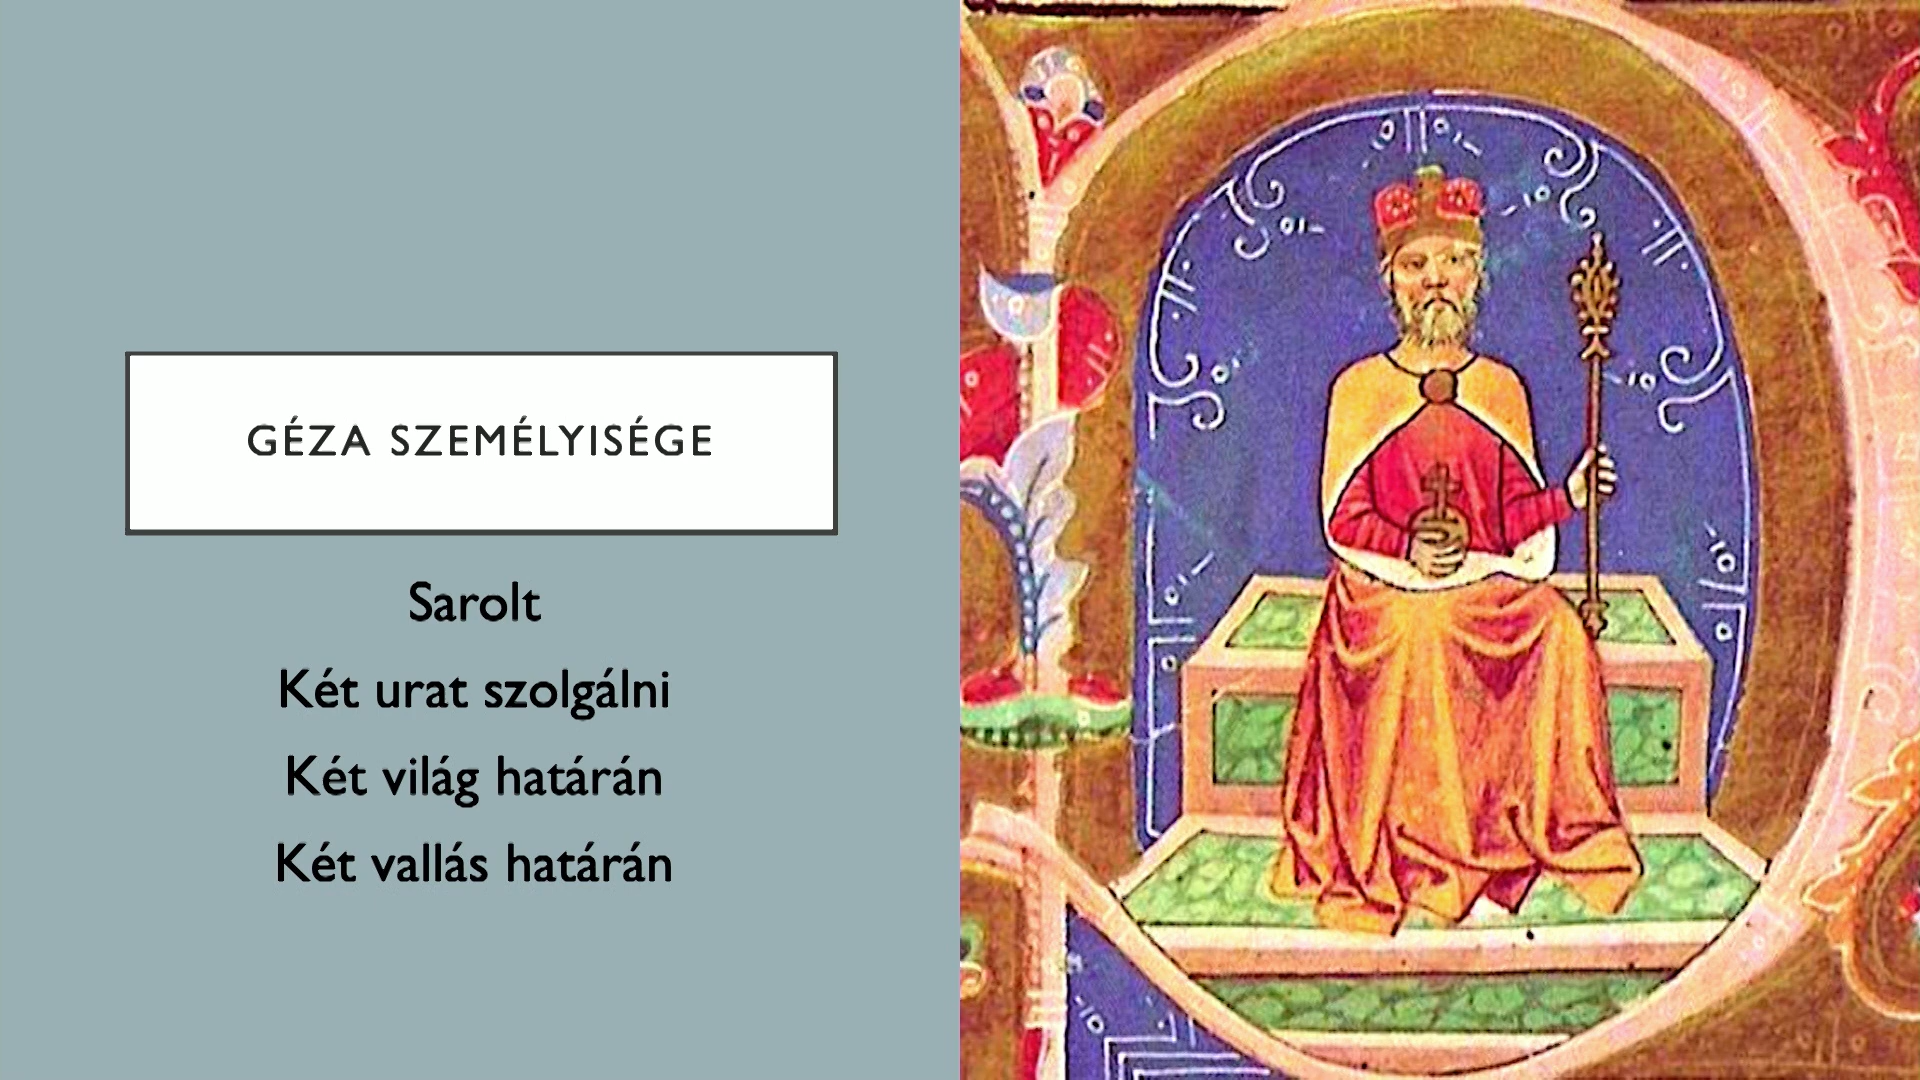 GÉZA SZEMÉLYISÉGE
Sarolt
Két urat szolgálni
Két világ határán
Két vallás határán